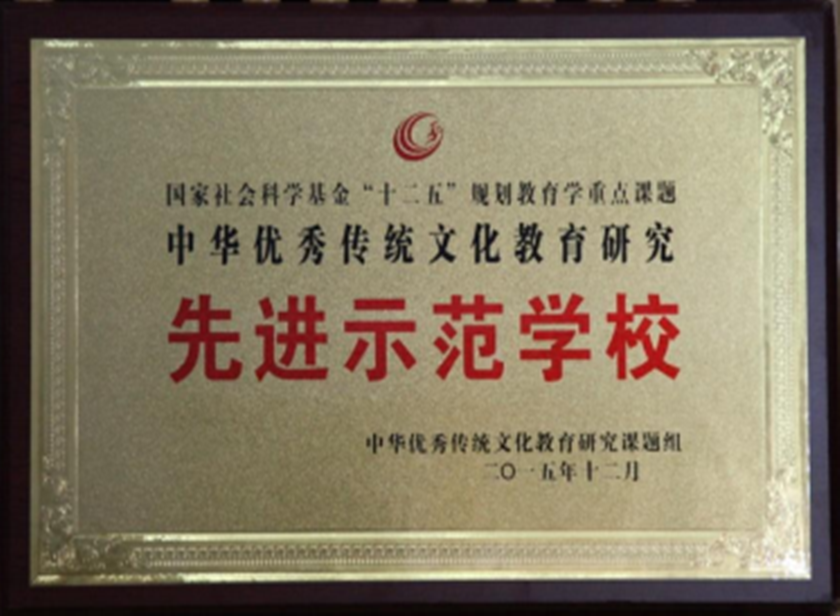 国家社会科学基金“十二五”规划教育学重点课题
中华优秀传统文化教育研究
先进示范学校
中华优秀传统文化教育研究课题组
二〇一五年十二月